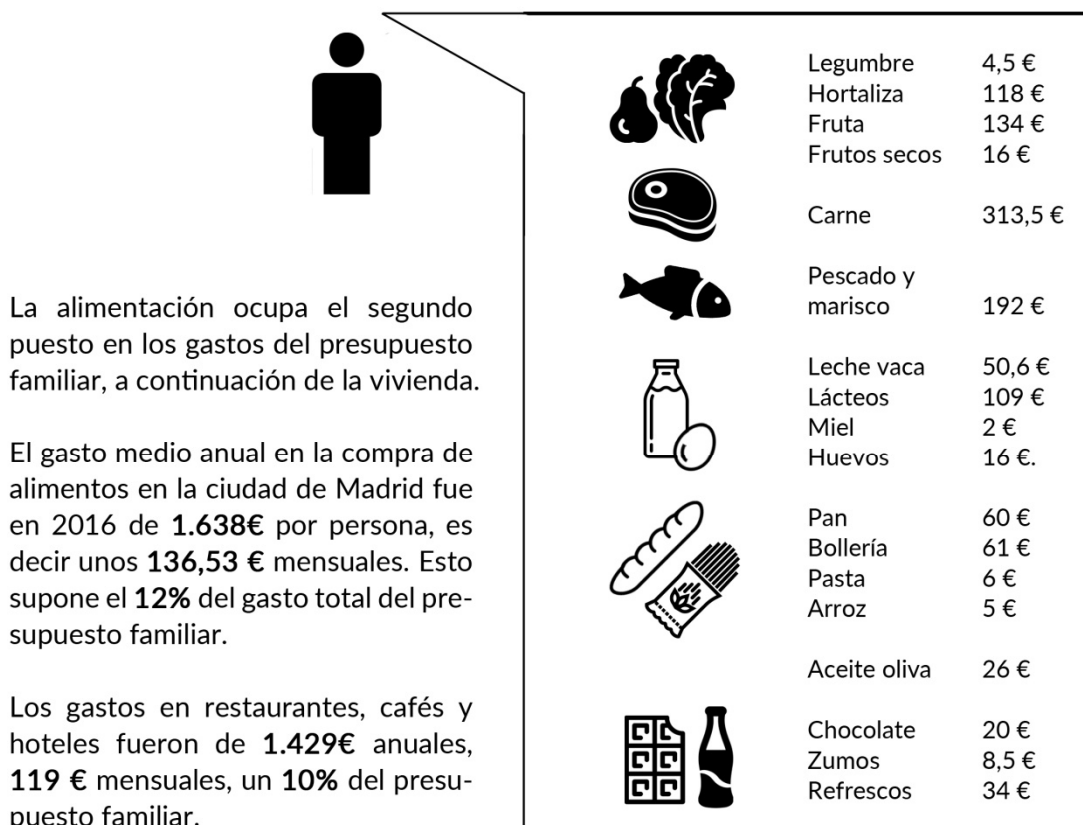 La alimentación ocupa el segundo
puesto en los gastos del presupuesto
familiar, a continuación de la vivienda.
El gasto medio anual en la compra de
alimentos en la ciudad de Madrid fue
en 2016 de 1.638€ por persona, es
decir unos 136,53 € mensuales. Esto
supone el 12% del gasto total del pre-
supuesto familiar.
Los gastos en restaurantes, cafés y
hoteles fueron de 1.429€ anuales,
119 € mensuales, un 10% del presu-
puesto familiar.
Legumbre 4,5 €
Hortaliza 118 €
Fruta 134 €
Frutos secos 16 €
Carne 313,5 €
Pescado y
marisco 192 €
Leche vaca 50,6 €
Lácteos 109 €
Miel 2 €
Huevos 16 €.
Pan 60 €
Bollería 61 €
Pasta 6 €
Arroz 5 €
Aceite oliva 26 €
Chocolate 20 €
Zumos 8,5 €
Refrescos 34 €